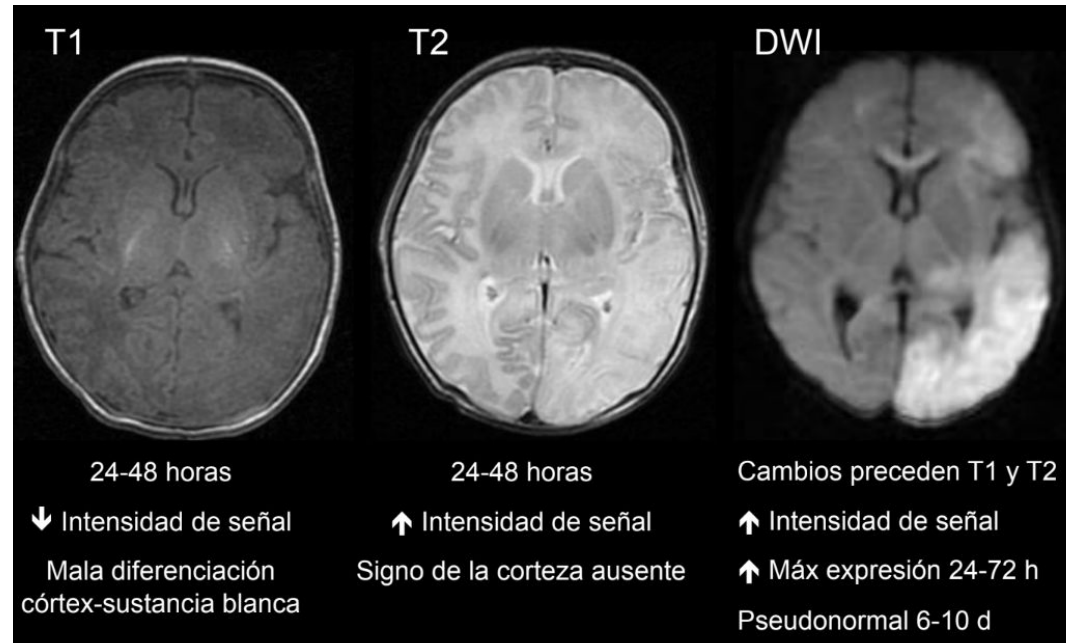 T1
24-48 horas
↓ Intensidad de señal
Mala diferenciación
córtex-sustancia blanca
T2
24-48 horas
↑ Intensidad de señal
Signo de la corteza ausente
DWI
Cambios preceden T1 y T2
↑ Intensidad de señal
↑ Máx expresión 24-72 h
Pseudonormal 6-10 d